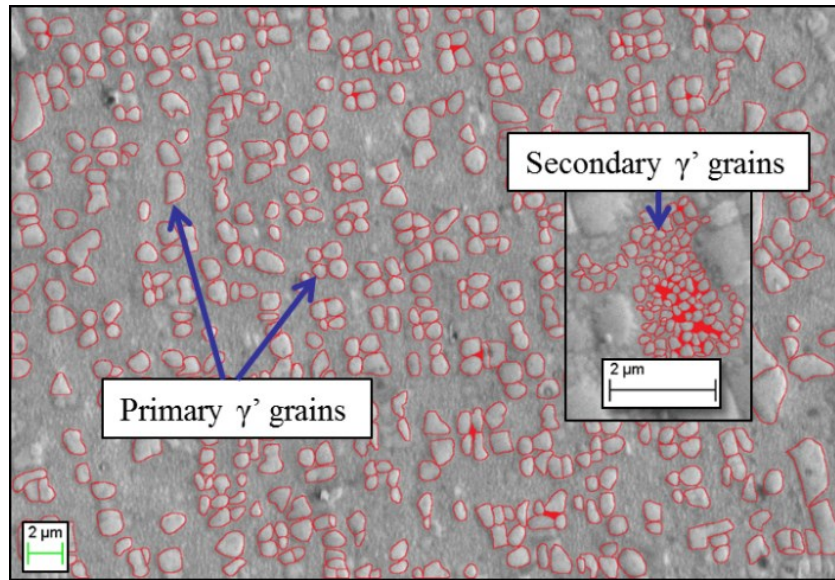 Secondary γ’ grains
2 μm
Primary γ’ grains
2 μm